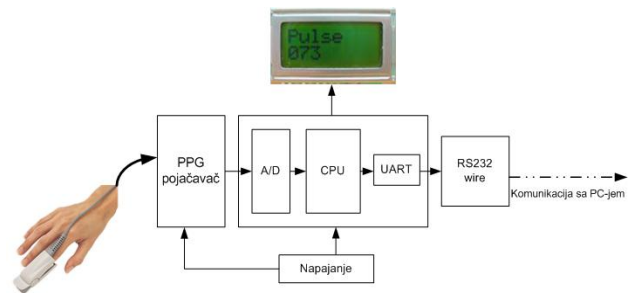 Pulse
073
PPG
pojačavač
A/D
CPU
UART
RS232
wire
Komunikacija sa PC-jem
Napajanje